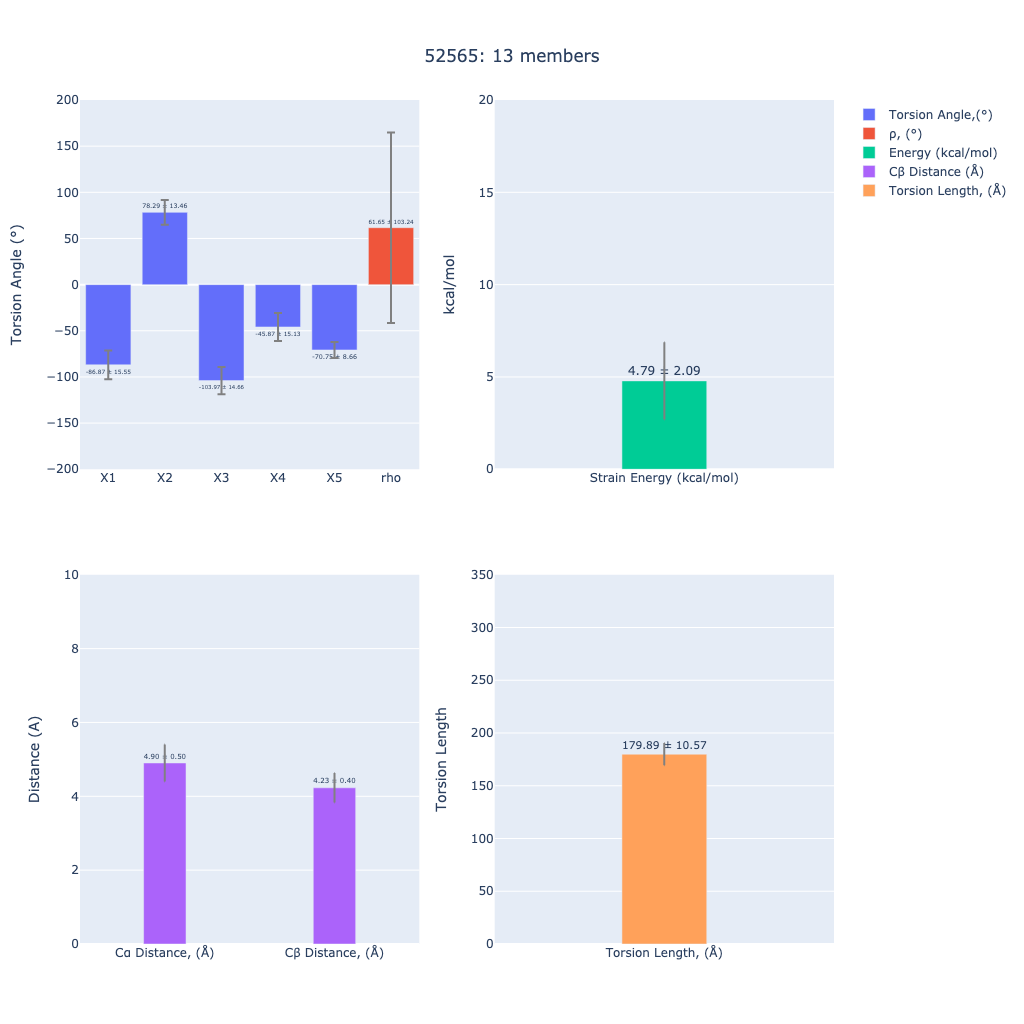 52565: 13 members
200
150
100
50
0
−50
−100
−150
−200
Torsion Angle (°)
-86.87 ± 15.55
78.29 ± 13.46
-103.97 ± 14.66
-45.87 ± 15.13
-70.75 ± 8.66
61.65 ± 103.24
X1 X2 X3 X4 X5 rho
20
15
10
5
0
kcal/mol
4.79 ± 2.09
Strain Energy (kcal/mol)
Torsion Angle,(°)
ρ, (°)
Energy (kcal/mol)
Cβ Distance (Å)
Torsion Length, (Å)
10
8
6
4
2
0
Distance (A)
4.90 ± 0.50
4.23 ± 0.40
Cα Distance, (Å) Cβ Distance, (Å)
350
300
250
200
150
100
50
0
Torsion Length
179.89 ± 10.57
Torsion Length, (Å)